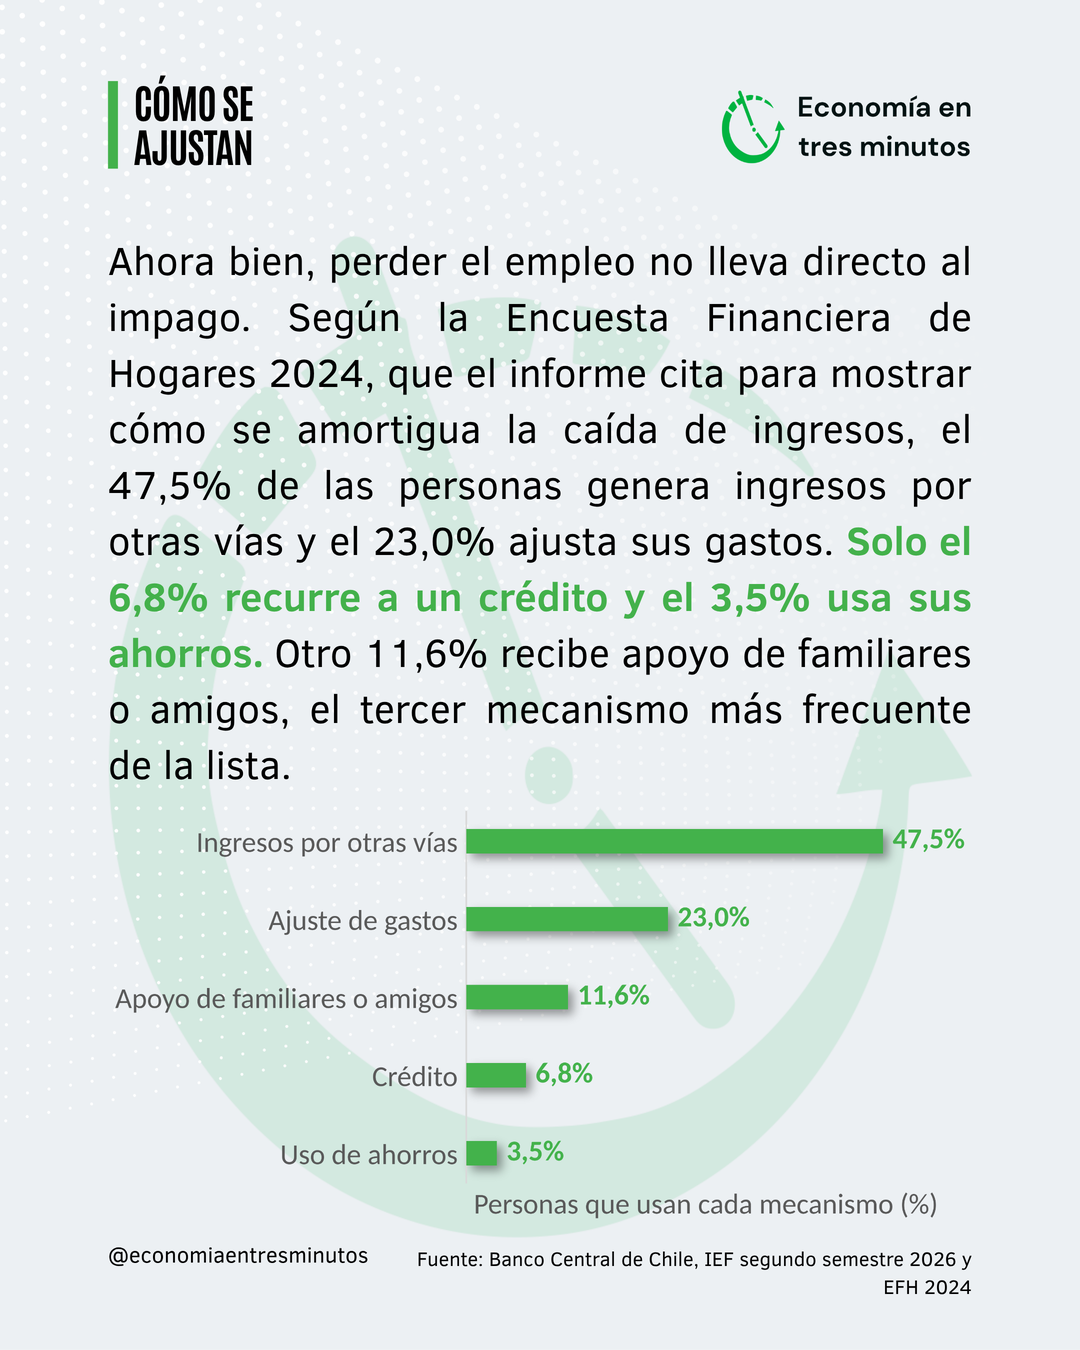 CÓMO SE
AJUSTAN
Economía en
tres minutos
Ahora bien, perder el empleo no lleva directo al
impago. Según la Encuesta Financiera de
Hogares 2024, que el informe cita para mostrar
cómo se amortigua la caída de ingresos, el
47,5% de las personas genera ingresos por
otras vías y el 23,0% ajusta sus gastos. Solo el
6,8% recurre a un crédito y el 3,5% usa sus
ahorros. Otro 11,6% recibe apoyo de familiares
o amigos, el tercer mecanismo más frecuente
de la lista.
Ingresos por otras vías 47,5%
Ajuste de gastos 23,0%
Apoyo de familiares o amigos 11,6%
Crédito 6,8%
Uso de ahorros 3,5%
Personas que usan cada mecanismo (%)
@economiaentresminutos
Fuente: Banco Central de Chile, IEF segundo semestre 2026 y
EFH 2024